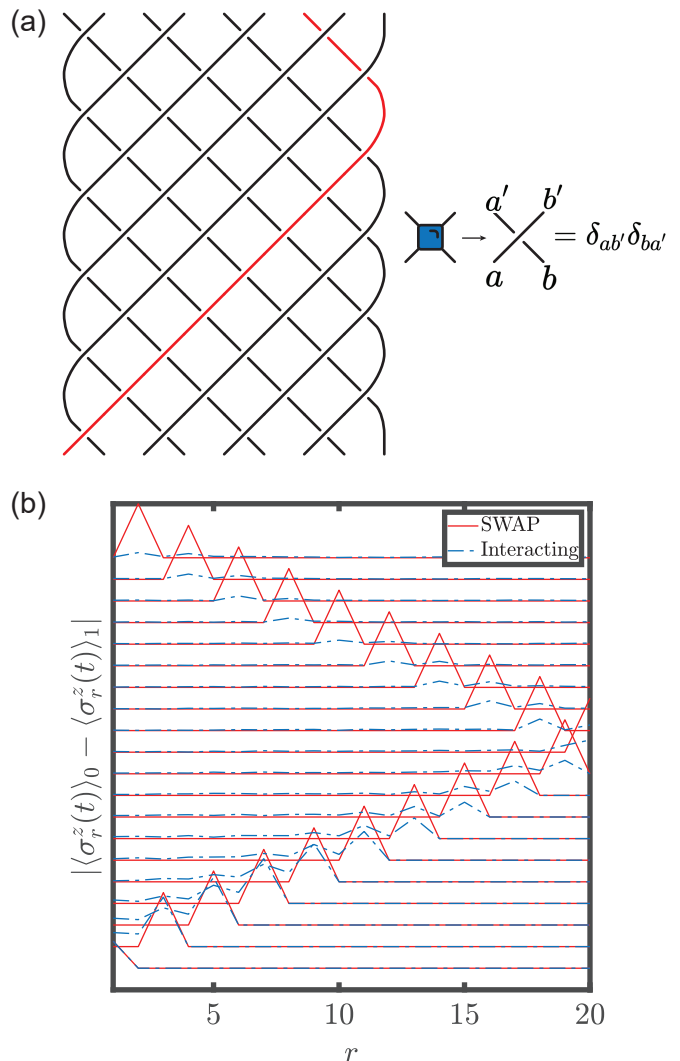 (a)
a′ b′
= δ_{ab′}δ_{ba′}
a b
(b)
SWAP
Interacting
|⟨σ_r^z(t)⟩_0 − ⟨σ_r^z(t)⟩_1|
5 10 15 20
r